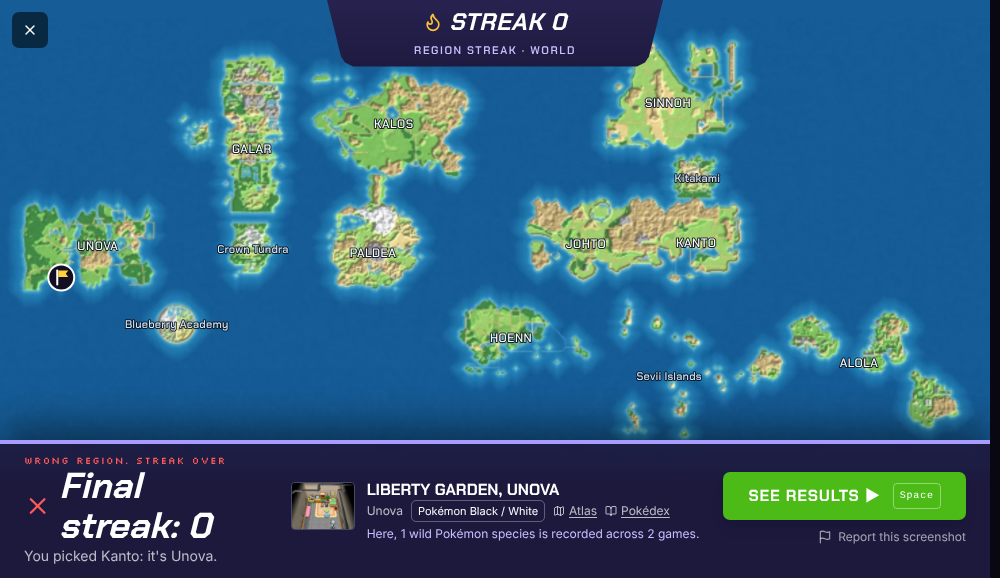 STREAK 0
REGION STREAK · WORLD
SINNOH
KALOS
GALAR
Kitakami
UNOVA
Crown Tundra
PALDEA
JOHTO
KANTO
Blueberry Academy
HOENN
ALOLA
Sevii Islands
WRONG REGION. STREAK OVER
Final
streak: 0
You picked Kanto: it's Unova.
LIBERTY GARDEN, UNOVA
Unova Pokémon Black / White Atlas Pokédex
Here, 1 wild Pokémon species is recorded across 2 games.
SEE RESULTS ▶ Space
Report this screenshot